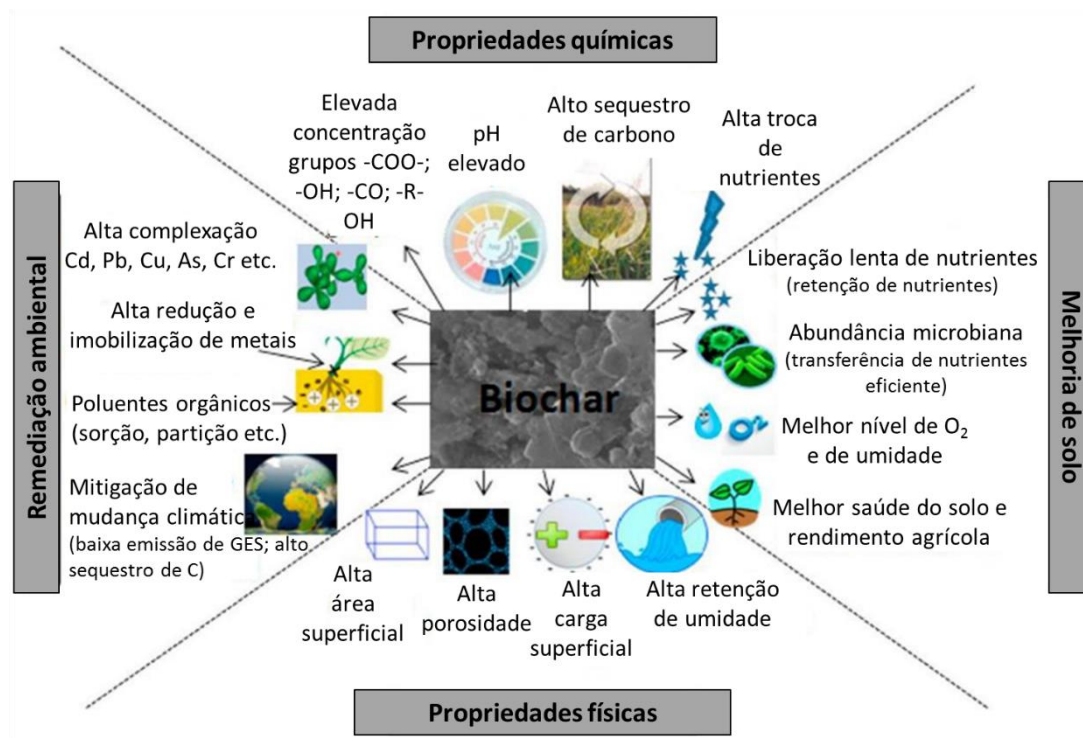 Propriedades químicas
Elevada
concentração
grupos -COO-;
-OH; -CO; -R-
OH
pH
elevado
Alto sequestro
de carbono
Alta troca
de
nutrientes
Remediação ambiental
Alta complexação
Cd, Pb, Cu, As, Cr etc.
Alta redução e
imobilização de metais
Poluentes orgânicos
(sorção, partição etc.)
Mitigação de
mudança climátic
(baixa emissão de GES; alto
sequestro de C)
Biochar
Liberação lenta de nutrientes
(retenção de nutrientes)
Abundância microbiana
(transferência de nutrientes
eficiente)
Melhor nível de O₂
e de umidade
Melhor saúde do solo e
rendimento agrícola
Melhoria de solo
Alta
área
superficial
Alta
porosidade
Alta
carga
superficial
Alta retenção
de umidade
Propriedades físicas